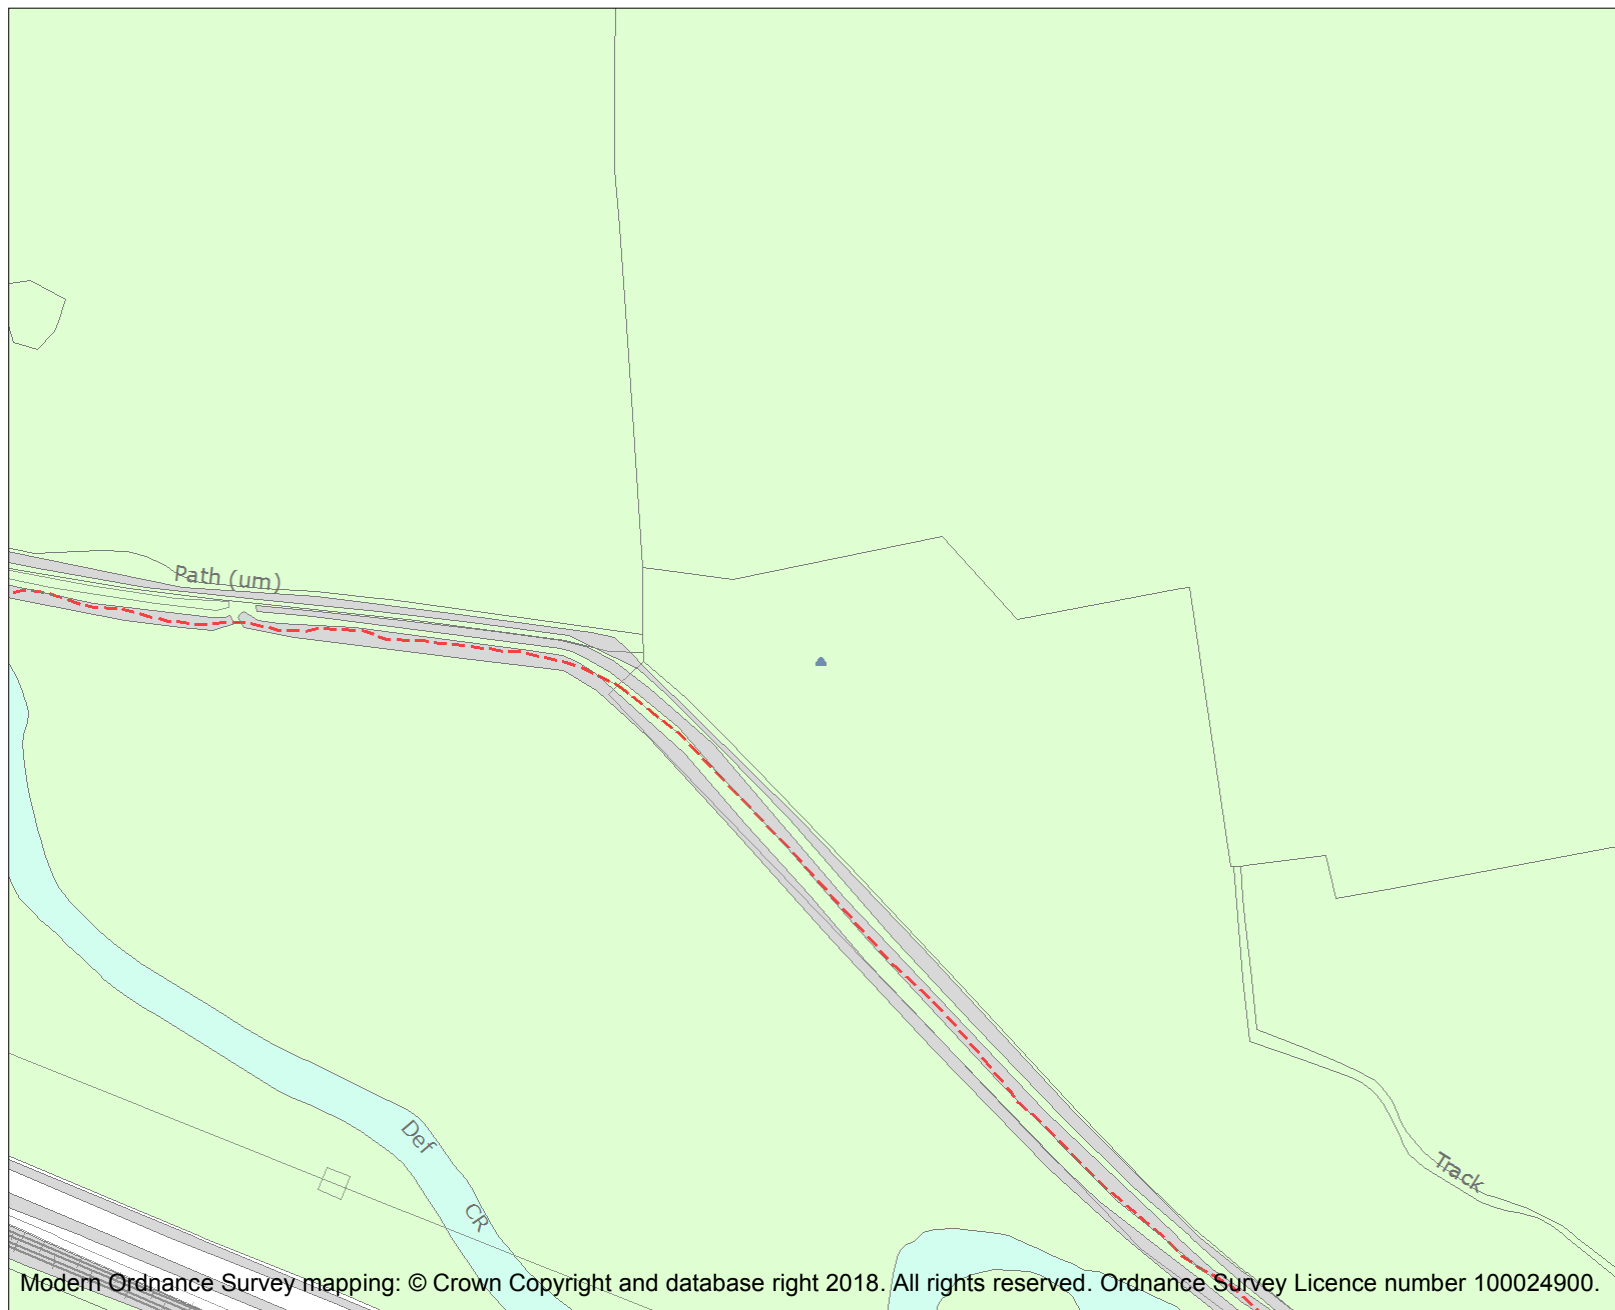 Path (um)
Def
CR
Track
Modern Ordnance Survey mapping: © Crown Copyright and database right 2018. All rights reserved. Ordnance Survey Licence number 100024900.